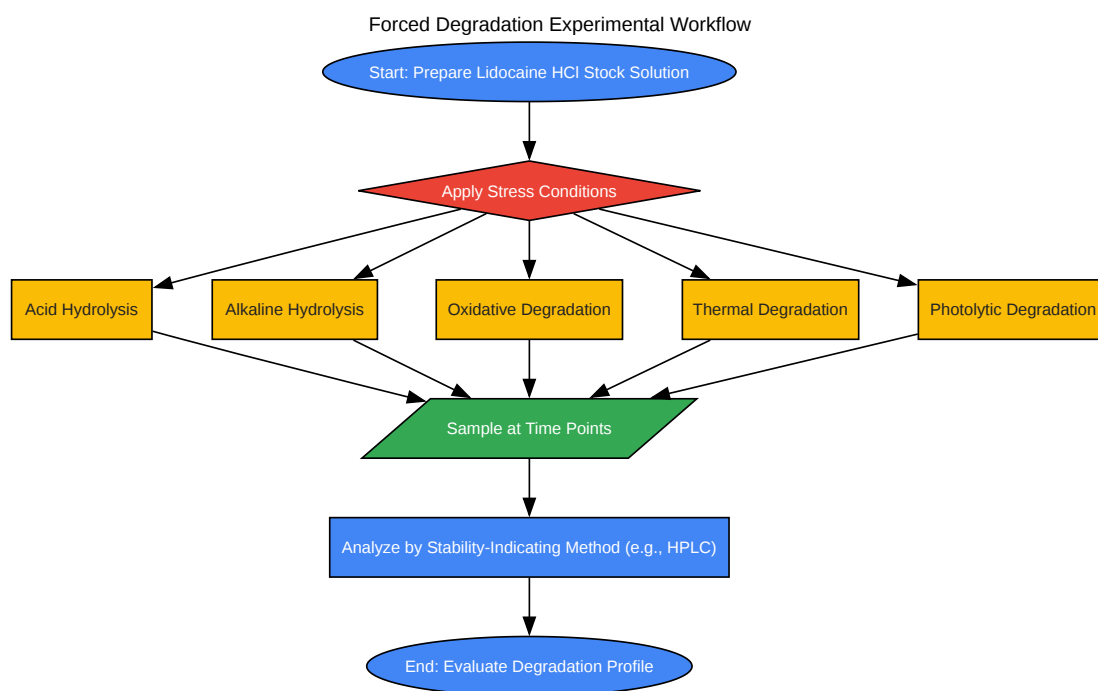 Forced Degradation Experimental Workflow
Start: Prepare Lidocaine HCl Stock Solution
Apply Stress Conditions
Acid Hydrolysis
Alkaline Hydrolysis
Oxidative Degradation
Thermal Degradation
Photolytic Degradation
Sample at Time Points
Analyze by Stability-Indicating Method (e.g., HPLC)
End: Evaluate Degradation Profile